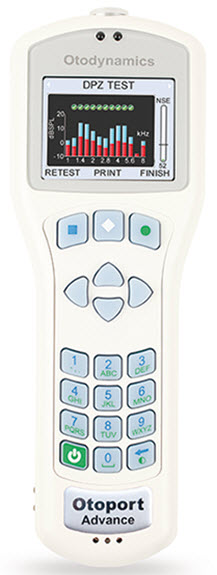 Otodynamics
DPZ TEST
NSE
20
10
0
-10
dBSPL
kHz
1 1.4 2 2.8 4 5.2 6 8
52
RETEST PRINT FINISH
1
2
ABC
3
DEF
4
GHI
5
JKL
6
MNO
7
PQRS
8
TUV
9
WXYZ
0
Otoport
Advance